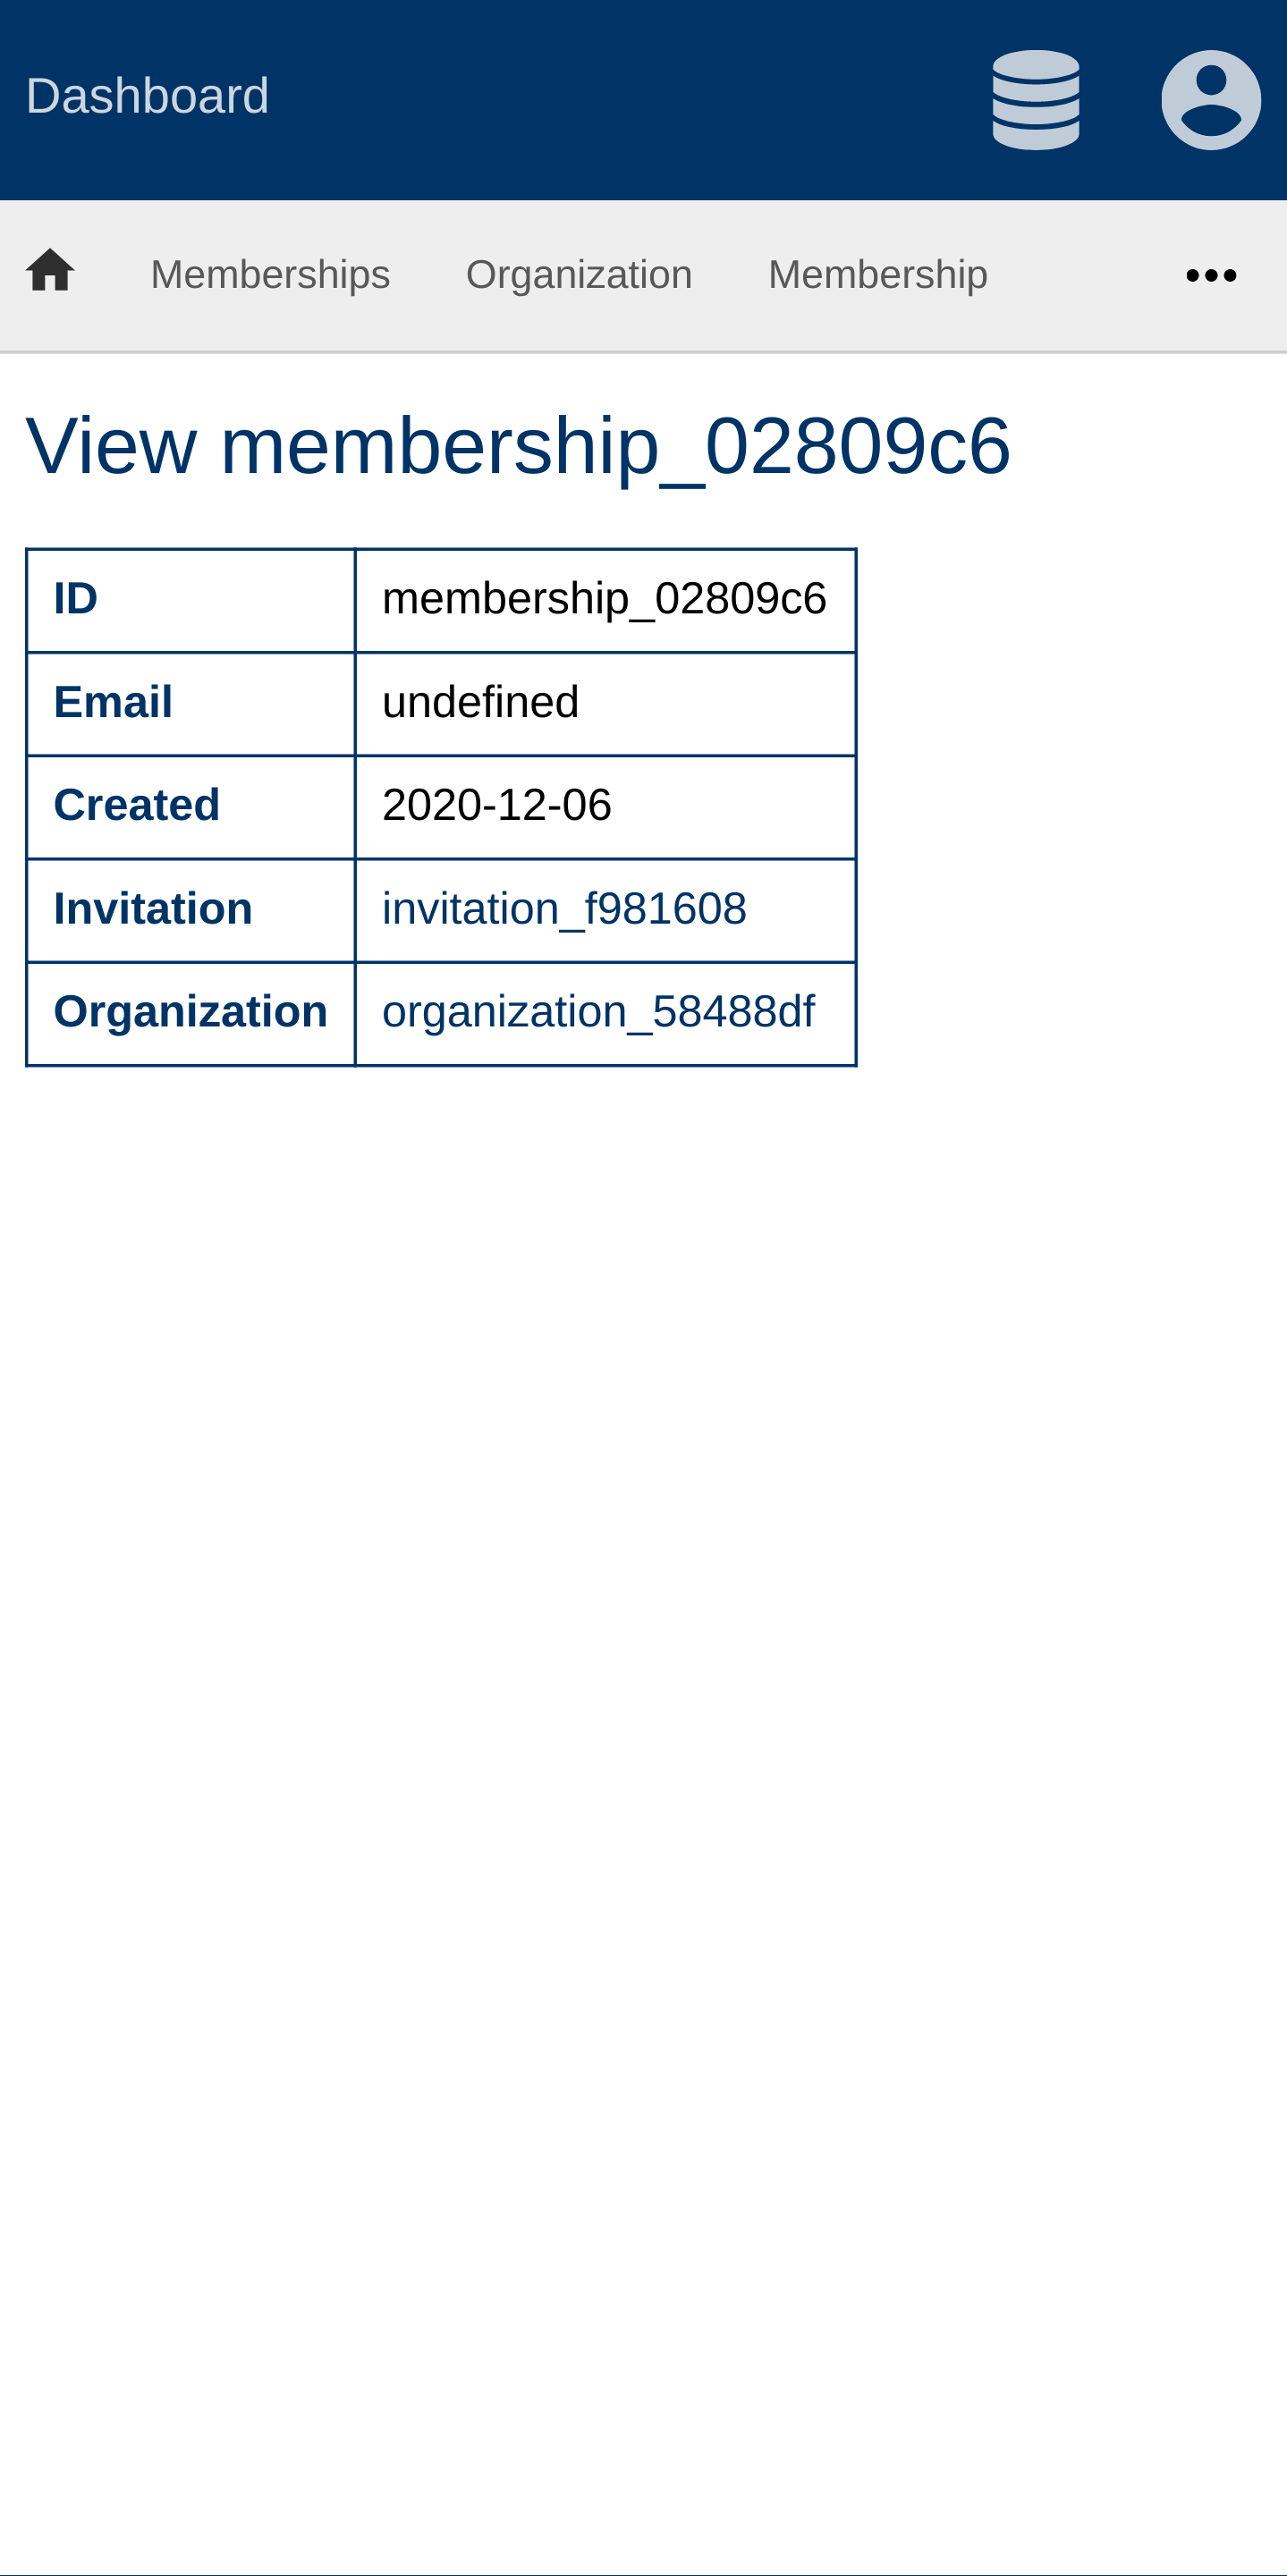 Dashboard
Memberships Organization Membership
View membership_02809c6
ID membership_02809c6
Email undefined
Created 2020-12-06
Invitation invitation_f981608
Organization organization_58488df